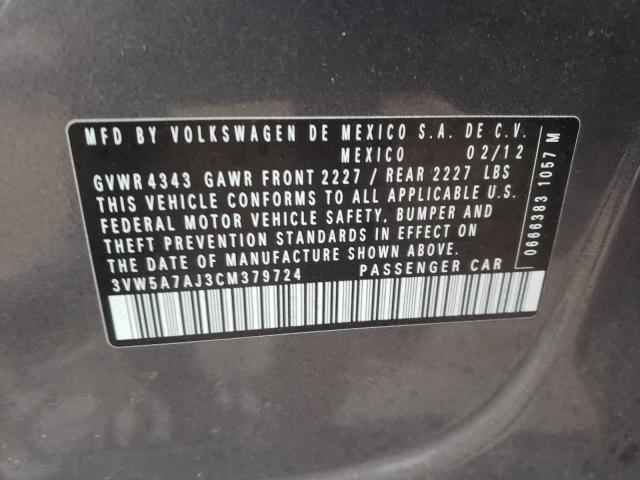 MFD BY VOLKSWAGEN DE MEXICO S.A. DE C.V.
MEXICO 02/12
GVWR 4343 GAWR FRONT 2227 / REAR 2227 LBS
THIS VEHICLE CONFORMS TO ALL APPLICABLE U.S.
FEDERAL MOTOR VEHICLE SAFETY, BUMPER AND
THEFT PREVENTION STANDARDS IN EFFECT ON
THE DATE OF MANUFACTURE SHOWN ABOVE.
3VW5A7AJ3CM379724 PASSENGER CAR
0666383 1057 M